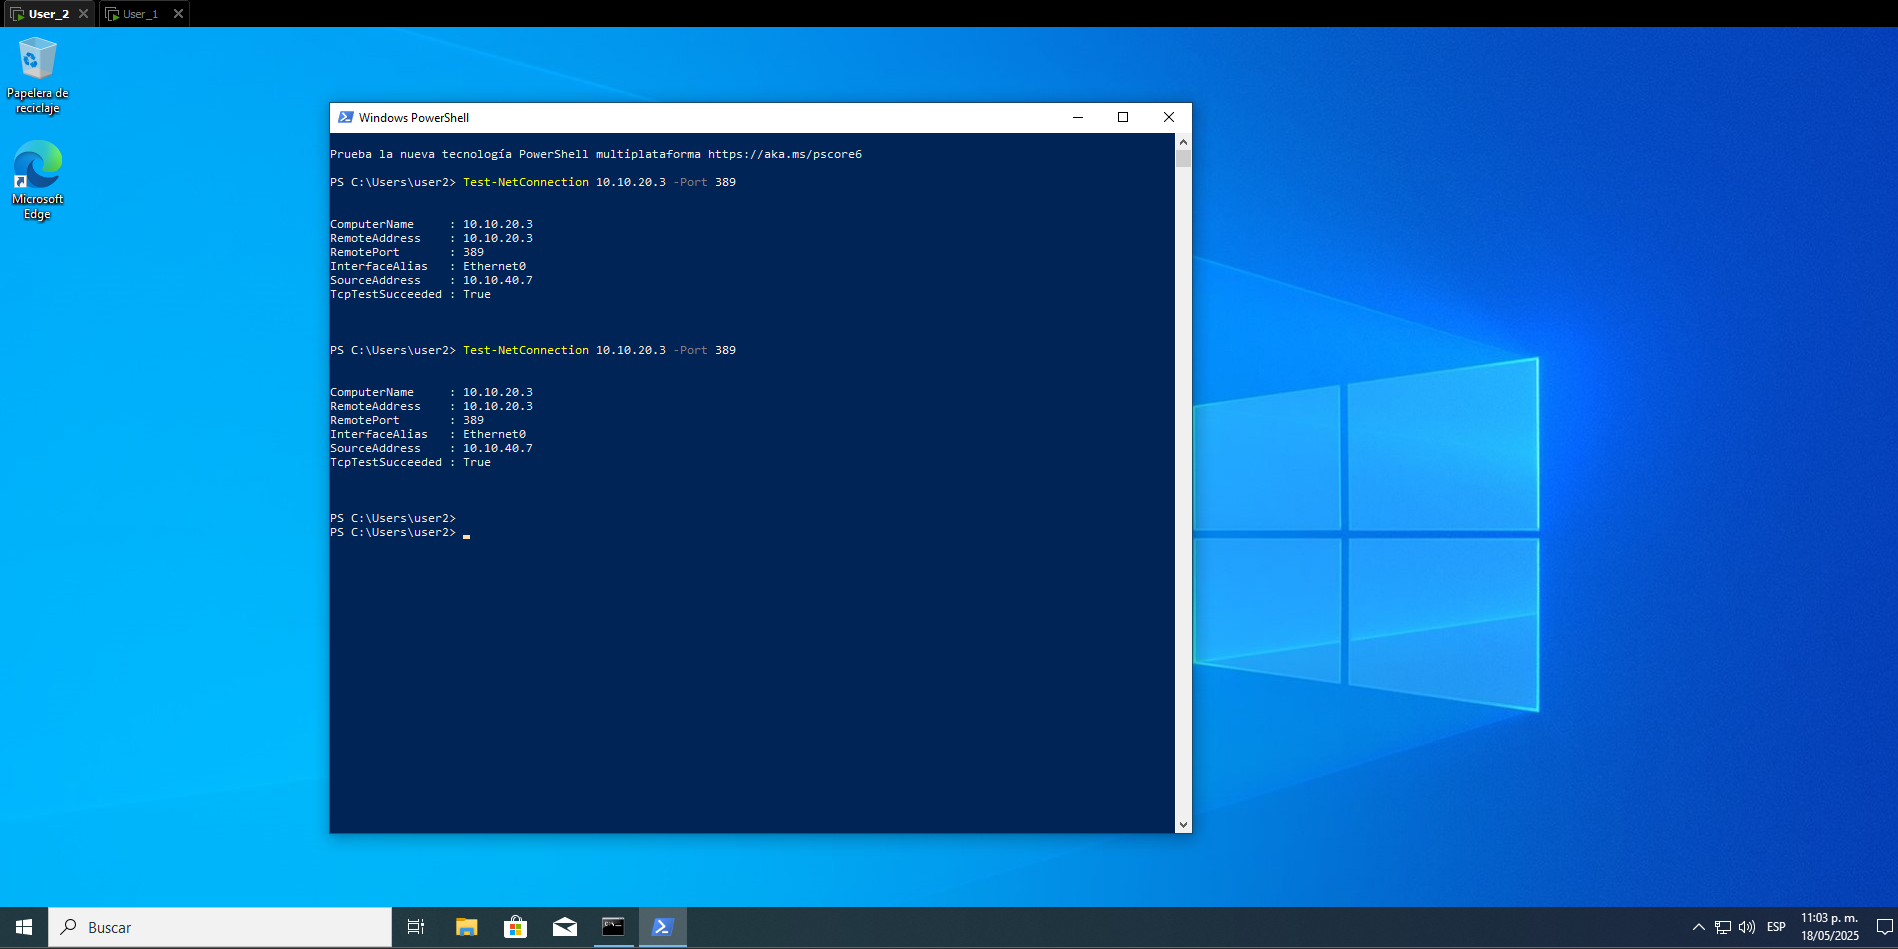 User_2
User_1
Papelera de
reciclaje
Microsoft
Edge
Windows PowerShell
Prueba la nueva tecnología PowerShell multiplataforma https://aka.ms/pscore6
PS C:\Users\user2> Test-NetConnection 10.10.20.3 -Port 389
ComputerName     : 10.10.20.3
RemoteAddress    : 10.10.20.3
RemotePort       : 389
InterfaceAlias   : Ethernet0
SourceAddress    : 10.10.40.7
TcpTestSucceeded : True
PS C:\Users\user2> Test-NetConnection 10.10.20.3 -Port 389
ComputerName     : 10.10.20.3
RemoteAddress    : 10.10.20.3
RemotePort       : 389
InterfaceAlias   : Ethernet0
SourceAddress    : 10.10.40.7
TcpTestSucceeded : True
PS C:\Users\user2>
PS C:\Users\user2>
Buscar
ESP
11:03 p. m.
18/05/2025